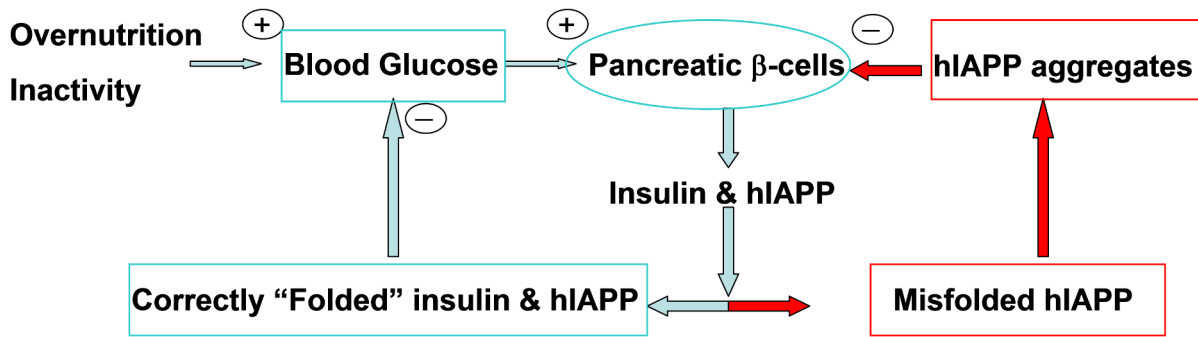 Overnutrition
Inactivity
+
Blood Glucose
+
Pancreatic β-cells
−
hIAPP aggregates
−
Insulin & hIAPP
Correctly “Folded” insulin & hIAPP
Misfolded hIAPP